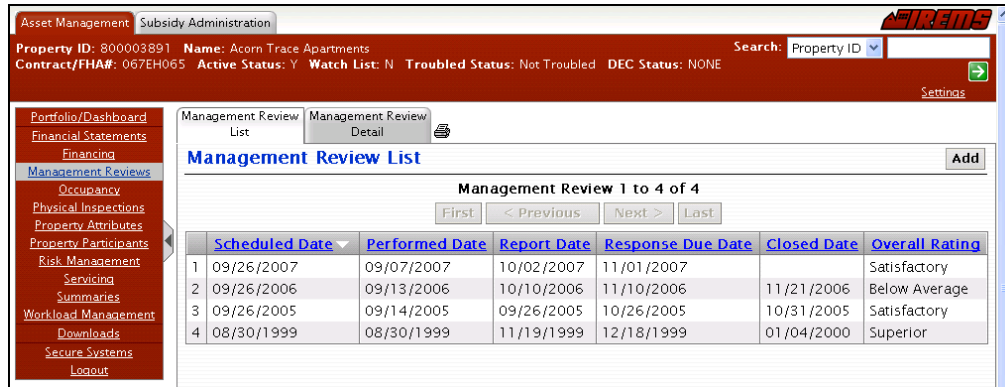 Asset Management Subsidy Administration
iREMS
Property ID: 800003891 Name: Acorn Trace Apartments
Search: Property ID
Contract/FHA#: 067EH065 Active Status: Y Watch List: N Troubled Status: Not Troubled DEC Status: NONE
Settings
Portfolio/Dashboard
Financial Statements
Financing
Management Reviews
Occupancy
Physical Inspections
Property Attributes
Property Participants
Risk Management
Servicing
Summaries
Workload Management
Downloads
Secure Systems
Logout
Management Review List
Management Review Detail
Management Review List
Add
Management Review 1 to 4 of 4
First < Previous Next > Last
Scheduled Date Performed Date Report Date Response Due Date Closed Date Overall Rating
1 09/26/2007 09/07/2007 10/02/2007 11/01/2007 Satisfactory
2 09/26/2006 09/13/2006 10/10/2006 11/10/2006 11/21/2006 Below Average
3 09/26/2005 09/14/2005 09/26/2005 10/26/2005 10/31/2005 Satisfactory
4 08/30/1999 08/30/1999 11/19/1999 12/18/1999 01/04/2000 Superior